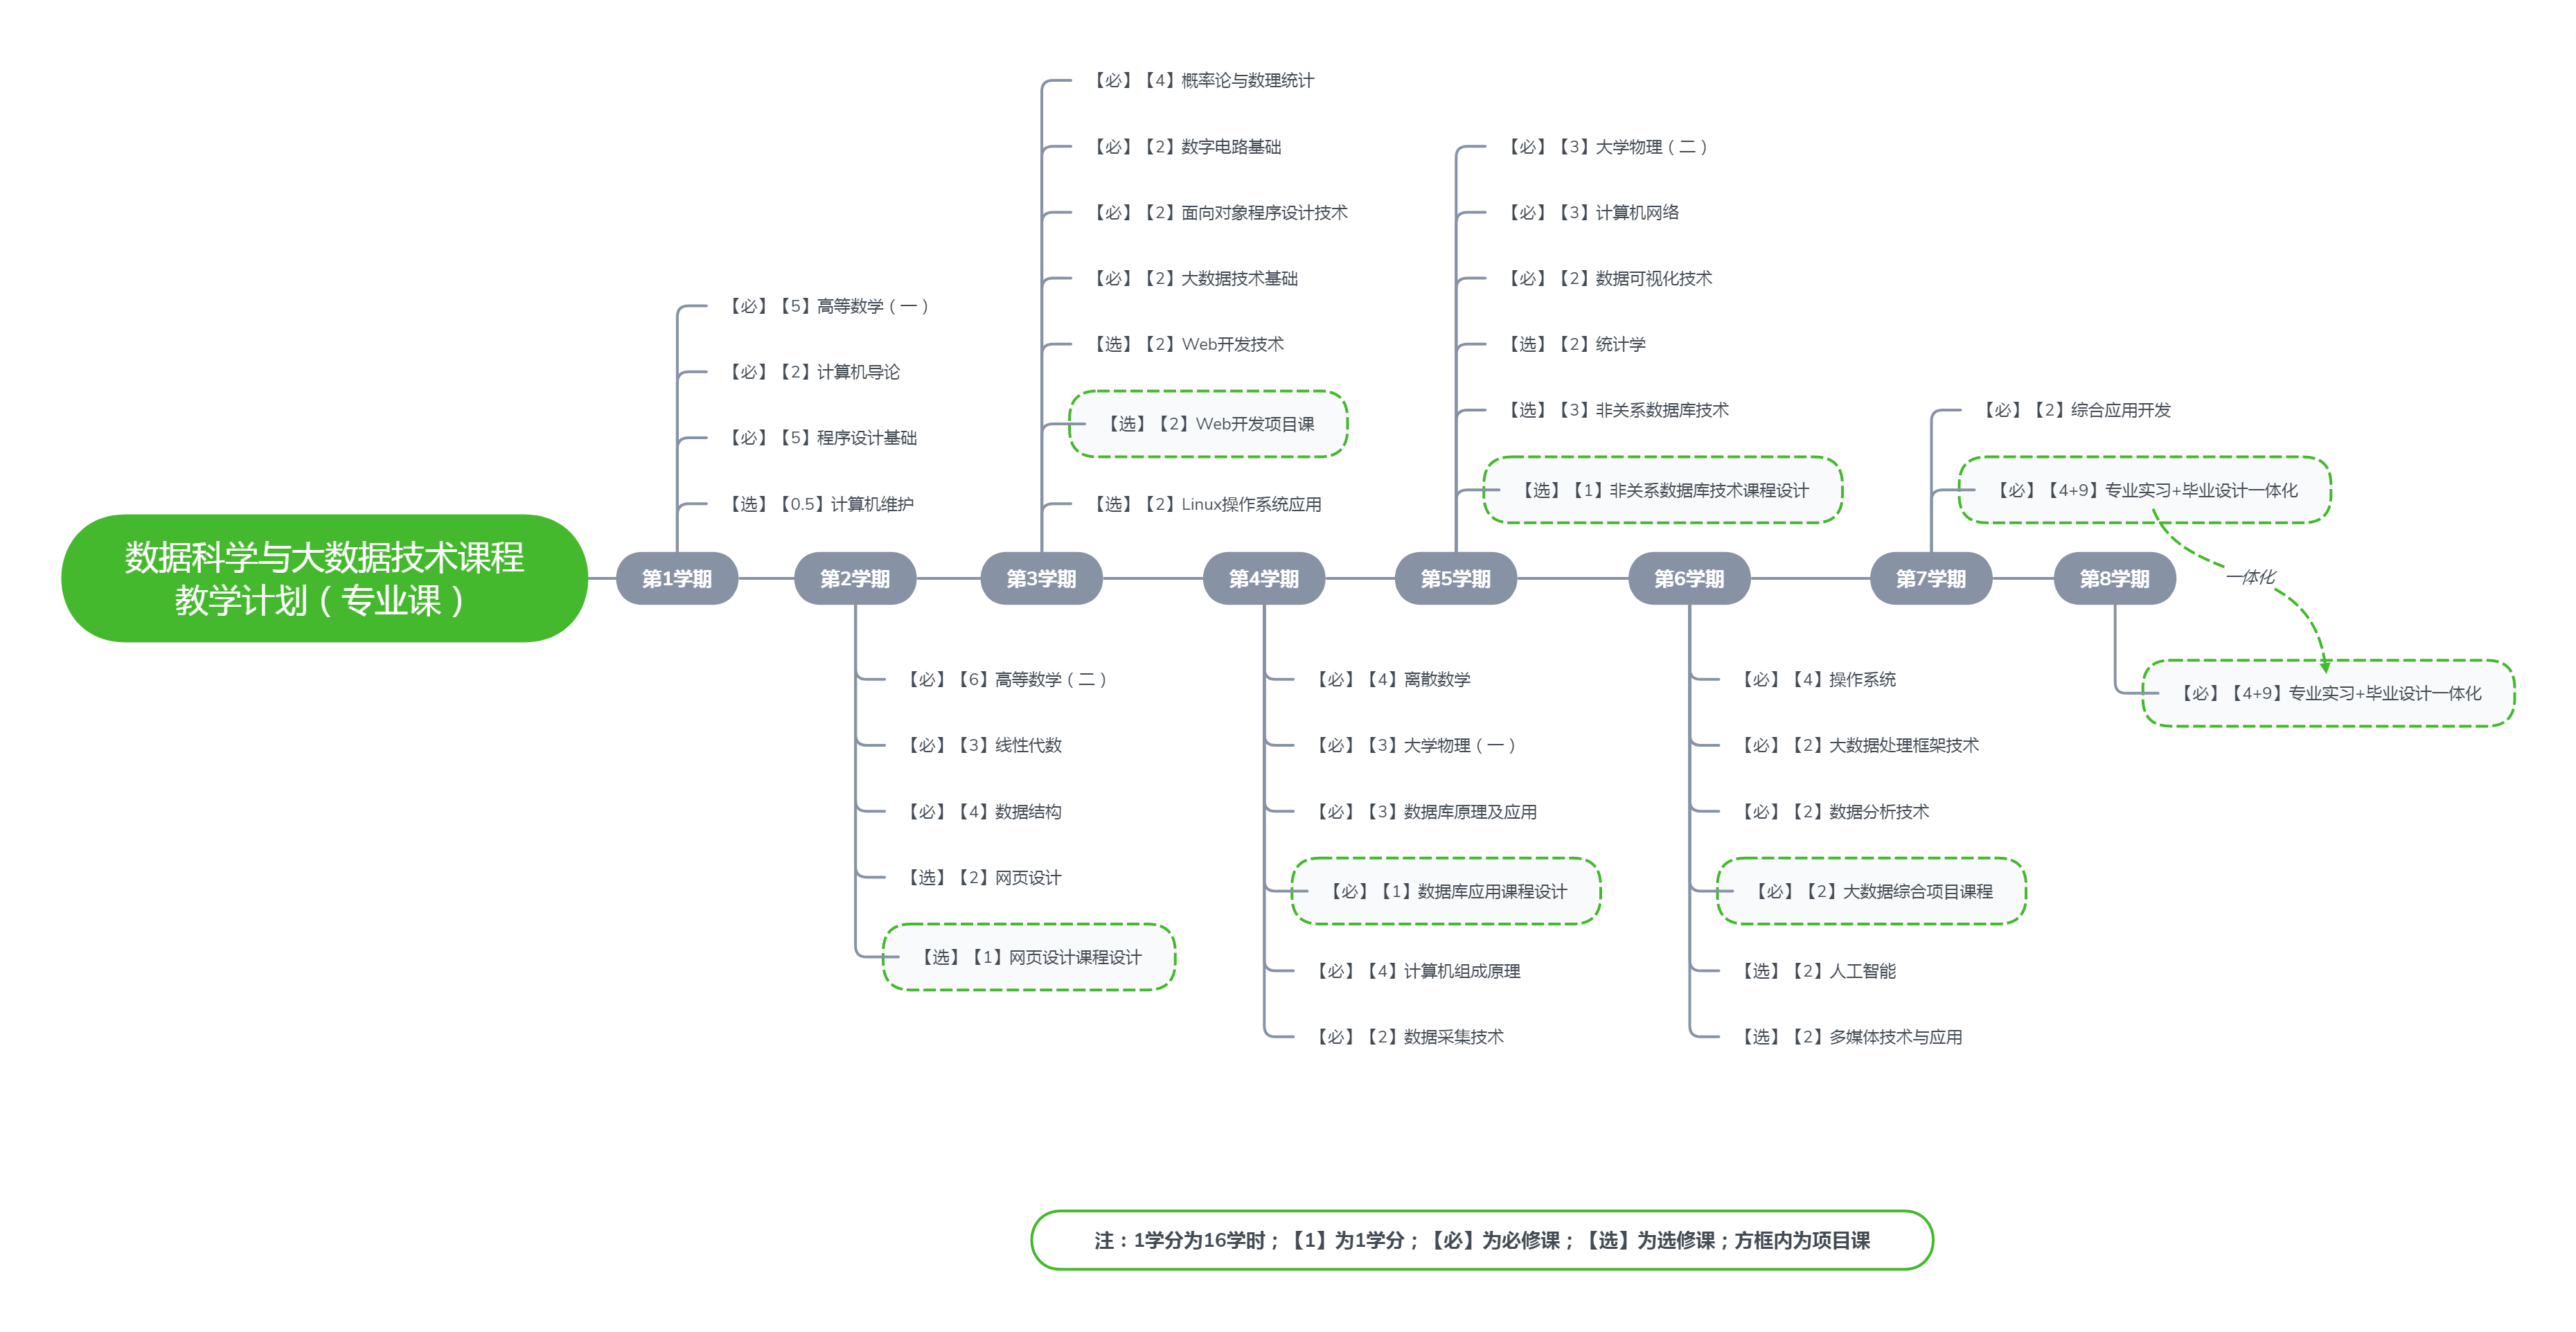 数据科学与大数据技术课程
教学计划（专业课）
第1学期
【必】【5】高等数学（一）
【必】【2】计算机导论
【必】【5】程序设计基础
【选】【0.5】计算机维护
第2学期
【必】【6】高等数学（二）
【必】【3】线性代数
【必】【4】数据结构
【选】【2】网页设计
【选】【1】网页设计课程设计
第3学期
【必】【4】概率论与数理统计
【必】【2】数字电路基础
【必】【2】面向对象程序设计技术
【必】【2】大数据技术基础
【选】【2】Web开发技术
【选】【2】Web开发项目课
【选】【2】Linux操作系统应用
第4学期
【必】【4】离散数学
【必】【3】大学物理（一）
【必】【3】数据库原理及应用
【必】【1】数据库应用课程设计
【必】【4】计算机组成原理
【必】【2】数据采集技术
第5学期
【必】【3】大学物理（二）
【必】【3】计算机网络
【必】【2】数据可视化技术
【选】【2】统计学
【选】【3】非关系数据库技术
【选】【1】非关系数据库技术课程设计
第6学期
【必】【4】操作系统
【必】【2】大数据处理框架技术
【必】【2】数据分析技术
【必】【2】大数据综合项目课程
【选】【2】人工智能
【选】【2】多媒体技术与应用
第7学期
【必】【2】综合应用开发
【必】【4+9】专业实习+毕业设计一体化
一体化
第8学期
【必】【4+9】专业实习+毕业设计一体化
注：1学分为16学时；【1】为1学分；【必】为必修课；【选】为选修课；方框内为项目课